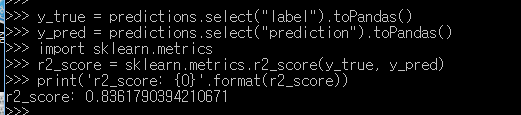 >>> y_true = predictions.select("label").toPandas()
>>> y_pred = predictions.select("prediction").toPandas()
>>> import sklearn.metrics
>>> r2_score = sklearn.metrics.r2_score(y_true, y_pred)
>>> print('r2_score: {0}'.format(r2_score))
r2_score: 0.8361790394210671
>>>